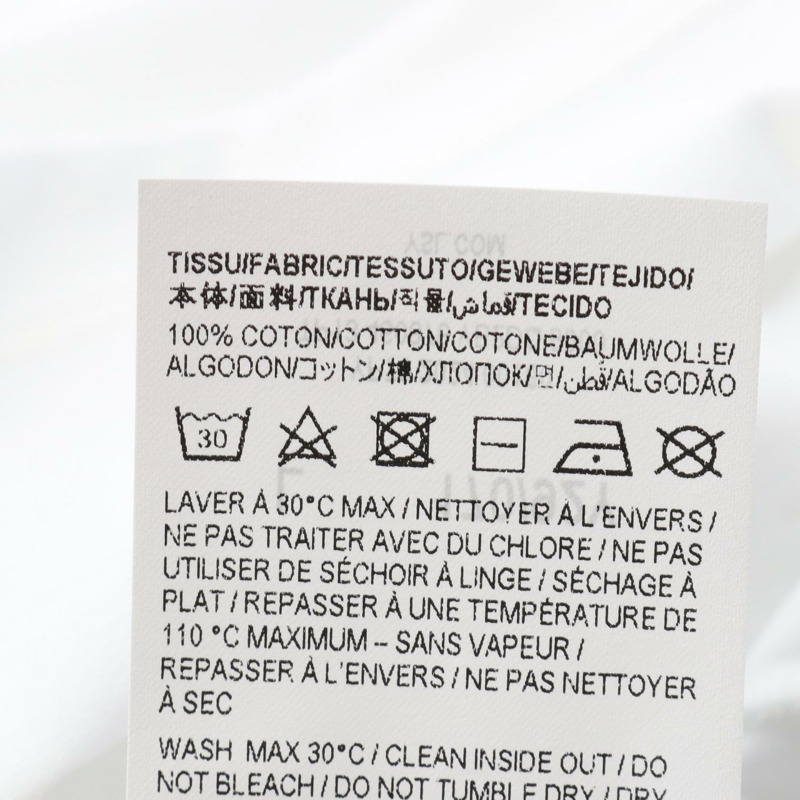 TISSU/FABRIC/TESSUTO/GEWEBE/TEJIDO/
本体/面料/ТКАНЬ/직물/قماش/TECIDO
100% COTON/COTTON/COTONE/BAUMWOLLE/
ALGODON/コットン/棉/ХЛОПОК/면/قطن/ALGODÃO
30
LAVER À 30°C MAX / NETTOYER À L'ENVERS /
NE PAS TRAITER AVEC DU CHLORE / NE PAS
UTILISER DE SÉCHOIR À LINGE / SÉCHAGE À
PLAT / REPASSER À UNE TEMPÉRATURE DE
110 °C MAXIMUM – SANS VAPEUR /
REPASSER À L'ENVERS / NE PAS NETTOYER
À SEC
WASH MAX 30°C / CLEAN INSIDE OUT / DO
NOT BLEACH / DO NOT TUMBLE DRY / DRY